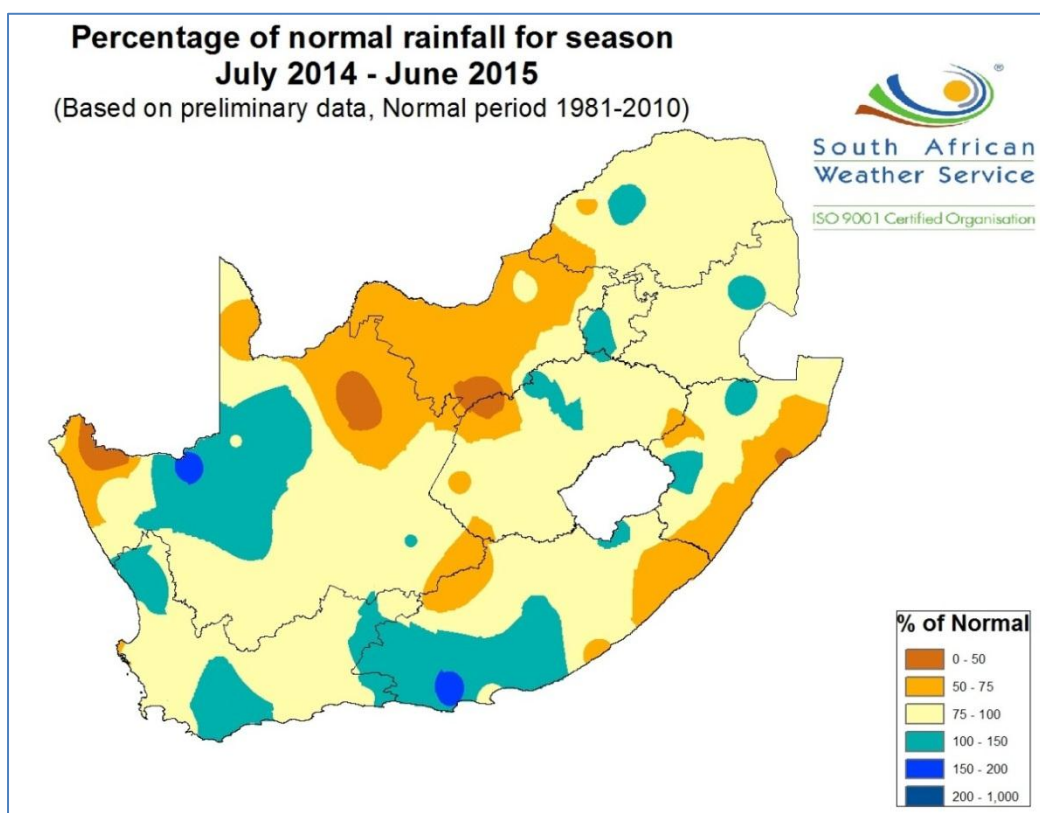 Percentage of normal rainfall for season
July 2014 - June 2015
(Based on preliminary data, Normal period 1981-2010)
®
South African
Weather Service
ISO 9001 Certified Organisation
% of Normal
0 - 50
50 - 75
75 - 100
100 - 150
150 - 200
200 - 1,000